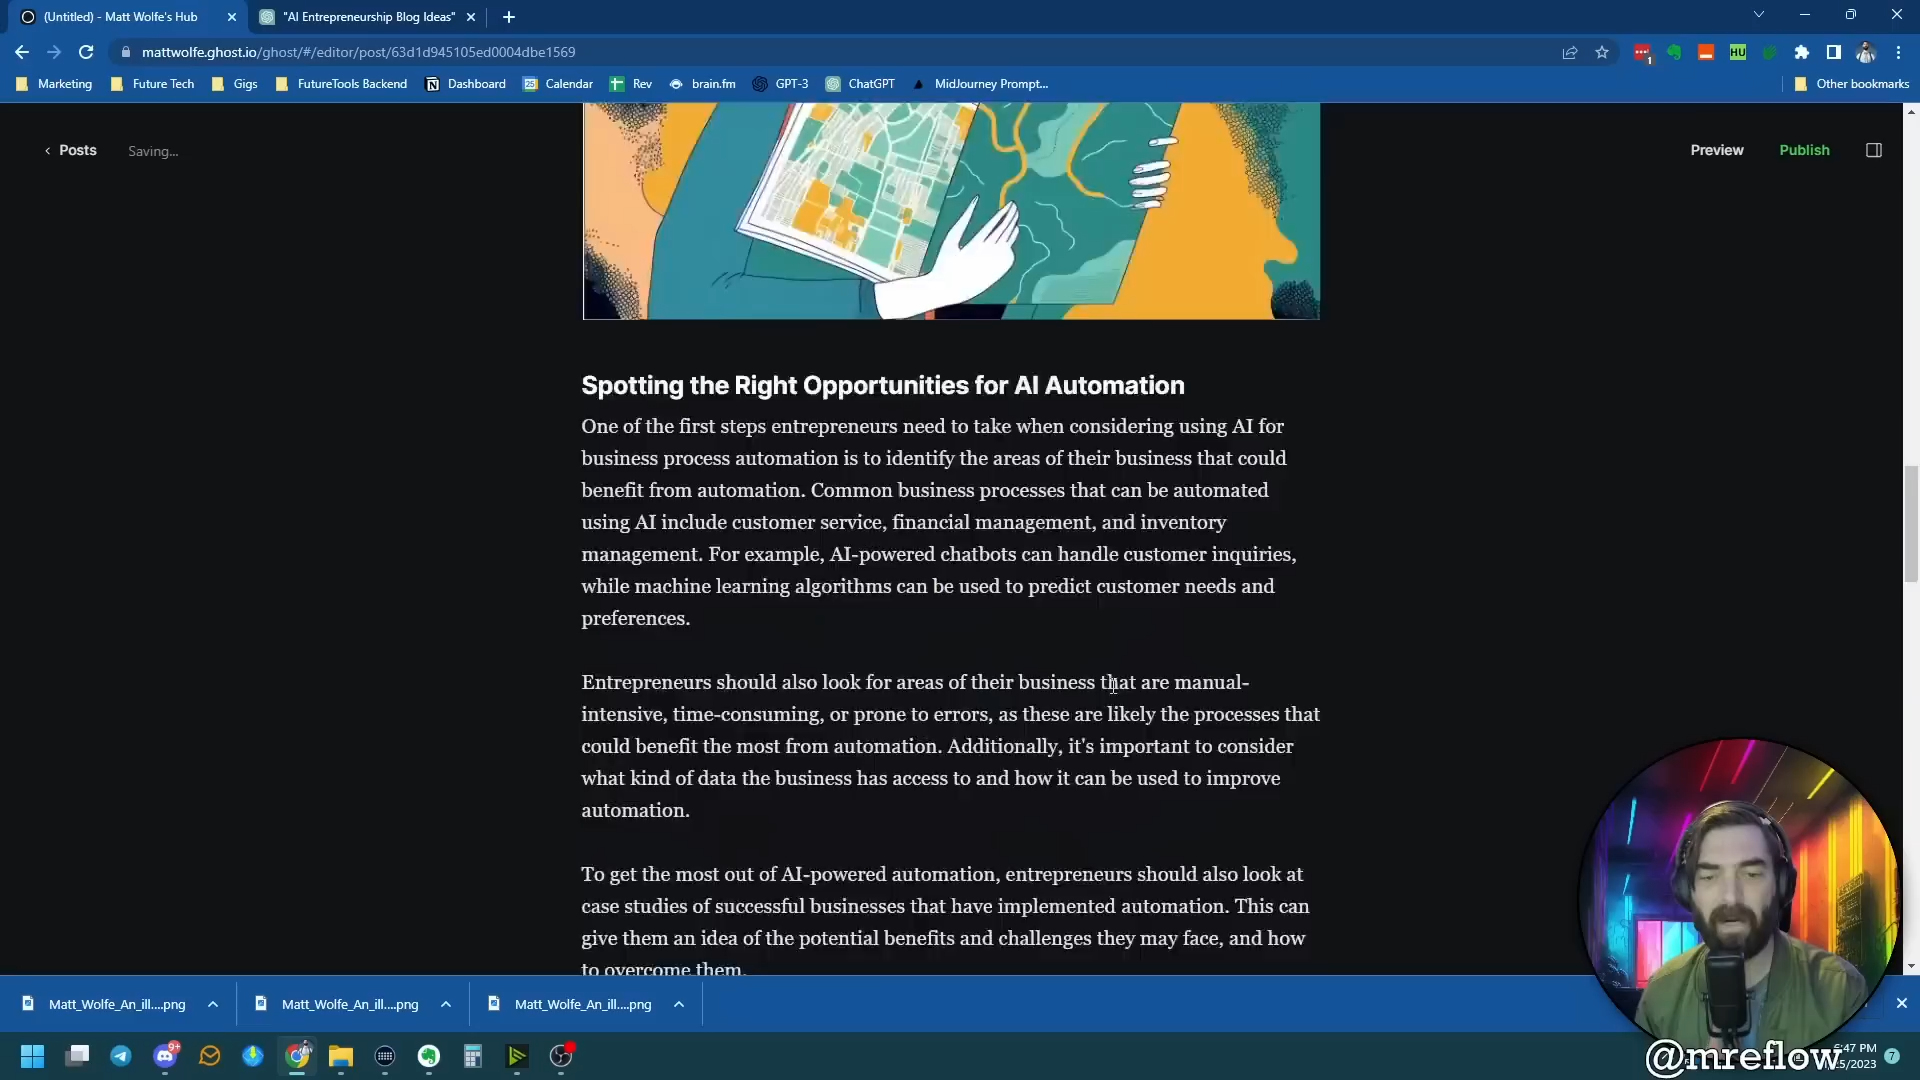 (Untitled) - Matt Wolfe's Hub
"AI Entrepreneurship Blog Ideas"
mattwolfe.ghost.io/ghost/#/editor/post/63d1d945105ed0004dbe1569
1
HU
Marketing
Future Tech
Gigs
FutureTools Backend
Dashboard
Calendar
Rev
brain.fm
GPT-3
ChatGPT
MidJourney Prompt...
Other bookmarks
Posts
Saving...
Preview
Publish
Spotting the Right Opportunities for AI Automation
One of the first steps entrepreneurs need to take when considering using AI for
business process automation is to identify the areas of their business that could
benefit from automation. Common business processes that can be automated
using AI include customer service, financial management, and inventory
management. For example, AI-powered chatbots can handle customer inquiries,
while machine learning algorithms can be used to predict customer needs and
preferences.
Entrepreneurs should also look for areas of their business that are manual-
intensive, time-consuming, or prone to errors, as these are likely the processes that
could benefit the most from automation. Additionally, it's important to consider
what kind of data the business has access to and how it can be used to improve
automation.
To get the most out of AI-powered automation, entrepreneurs should also look at
case studies of successful businesses that have implemented automation. This can
give them an idea of the potential benefits and challenges they may face, and how
to overcome them.
Matt_Wolfe_An_ill....png
Matt_Wolfe_An_ill....png
Matt_Wolfe_An_ill....png
9+
:47 PM
5/2023
7
@mreflow